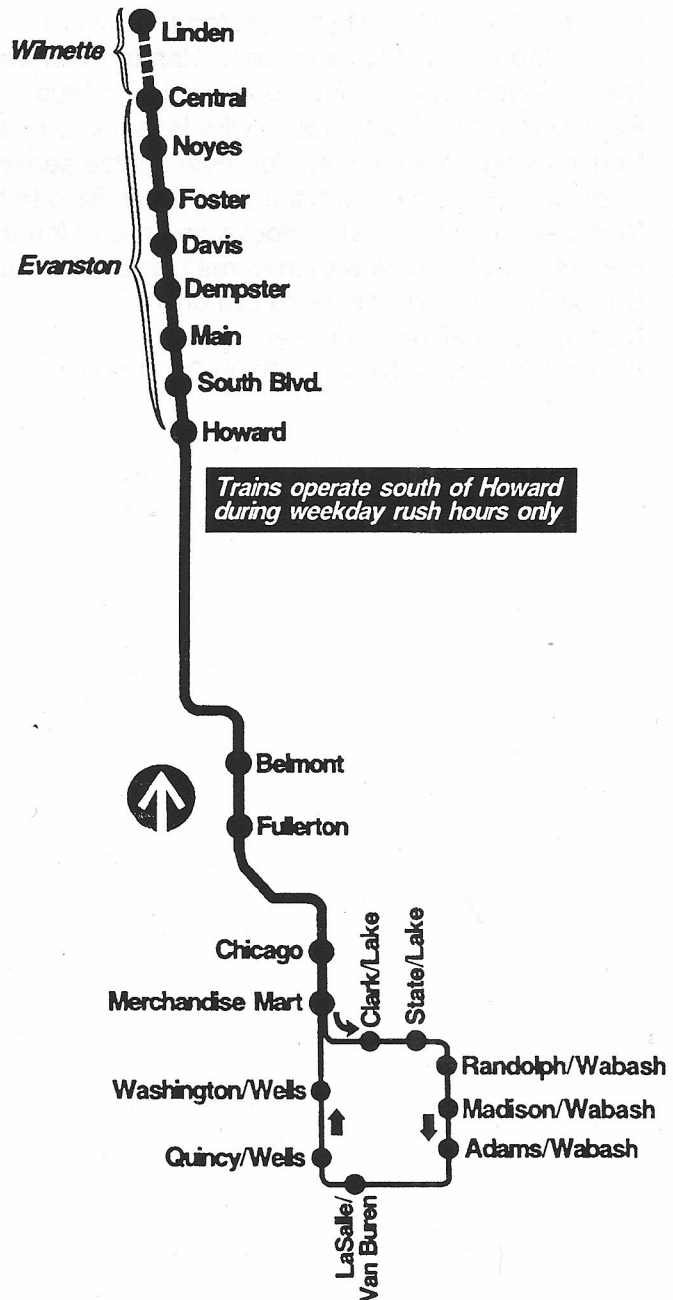 Linden
Wilmette
Central
Noyes
Foster
Davis
Evanston
Dempster
Main
South Blvd.
Howard
Trains operate south of Howard
during weekday rush hours only
Belmont
Fullerton
Chicago
Clark/Lake
State/Lake
Merchandise Mart
Randolph/Wabash
Washington/Wells
Madison/Wabash
Adams/Wabash
Quincy/Wells
LaSalle/
Van Buren